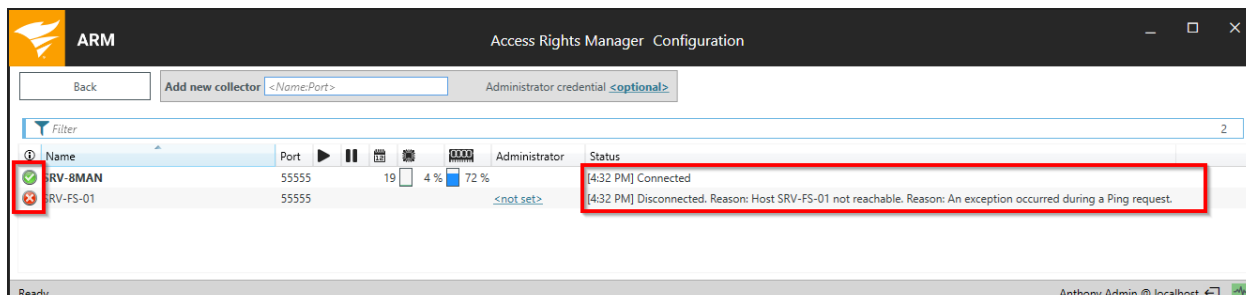 ARM
Access Rights Manager Configuration
Back
Add new collector <Name:Port>
Administrator credential <optional>
Filter
2
Name Port Administrator Status
SRV-8MAN 55555 19 4 % 72 % [4:32 PM] Connected
SRV-FS-01 55555 <not set> [4:32 PM] Disconnected. Reason: Host SRV-FS-01 not reachable. Reason: An exception occurred during a Ping request.
Ready
Anthony Admin @ localhost